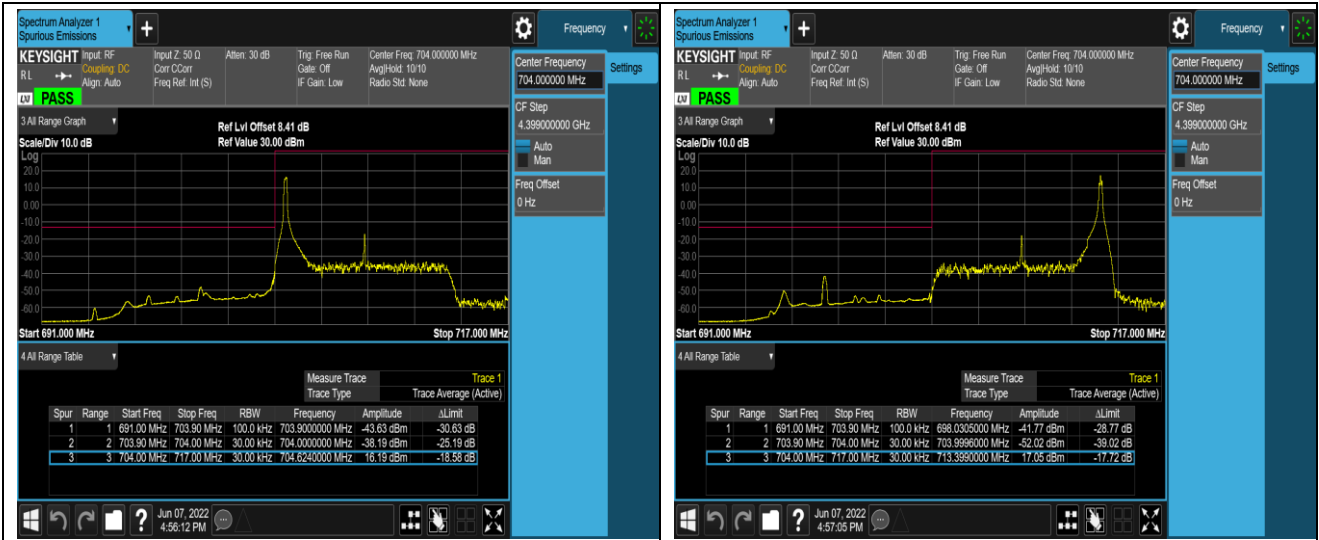 Spectrum Analyzer 1
Spurious Emissions
+
Frequency
KEYSIGHT Input: RF Input Z: 50 Ω Atten: 30 dB Trig: Free Run Center Freq: 704.000000 MHz
RL Coupling: DC Corr CCorr Gate: Off Avg|Hold: 10/10
Align: Auto Freq Ref: Int (S) IF Gain: Low Radio Std: None
LXI PASS
Center Frequency
704.000000 MHz
Settings
CF Step
4.399000000 GHz
Auto
Man
Freq Offset
0 Hz
3 All Range Graph
Ref Lvl Offset 8.41 dB
Scale/Div 10.0 dB Ref Value 30.00 dBm
Log
20.0
10.0
0.00
-10.0
-20.0
-30.0
-40.0
-50.0
-60.0
Start 691.000 MHz Stop 717.000 MHz
4 All Range Table
Measure Trace Trace 1
Trace Type Trace Average (Active)
Spur Range Start Freq Stop Freq RBW Frequency Amplitude ΔLimit
1 1 691.00 MHz 703.90 MHz 100.0 kHz 703.9000000 MHz -43.63 dBm -30.63 dB
2 2 703.90 MHz 704.00 MHz 30.00 kHz 704.0000000 MHz -38.19 dBm -25.19 dB
3 3 704.00 MHz 717.00 MHz 30.00 kHz 704.6240000 MHz 16.19 dBm -18.58 dB
?
Jun 07, 2022
4:56:12 PM
Spectrum Analyzer 1
Spurious Emissions
+
Frequency
KEYSIGHT Input: RF Input Z: 50 Ω Atten: 30 dB Trig: Free Run Center Freq: 704.000000 MHz
RL Coupling: DC Corr CCorr Gate: Off Avg|Hold: 10/10
Align: Auto Freq Ref: Int (S) IF Gain: Low Radio Std: None
LXI PASS
Center Frequency
704.000000 MHz
Settings
CF Step
4.399000000 GHz
Auto
Man
Freq Offset
0 Hz
3 All Range Graph
Ref Lvl Offset 8.41 dB
Scale/Div 10.0 dB Ref Value 30.00 dBm
Log
20.0
10.0
0.00
-10.0
-20.0
-30.0
-40.0
-50.0
-60.0
Start 691.000 MHz Stop 717.000 MHz
4 All Range Table
Measure Trace Trace 1
Trace Type Trace Average (Active)
Spur Range Start Freq Stop Freq RBW Frequency Amplitude ΔLimit
1 1 691.00 MHz 703.90 MHz 100.0 kHz 698.0305000 MHz -41.77 dBm -28.77 dB
2 2 703.90 MHz 704.00 MHz 30.00 kHz 703.9996000 MHz -52.02 dBm -39.02 dB
3 3 704.00 MHz 717.00 MHz 30.00 kHz 713.3990000 MHz 17.05 dBm -17.72 dB
?
Jun 07, 2022
4:57:05 PM